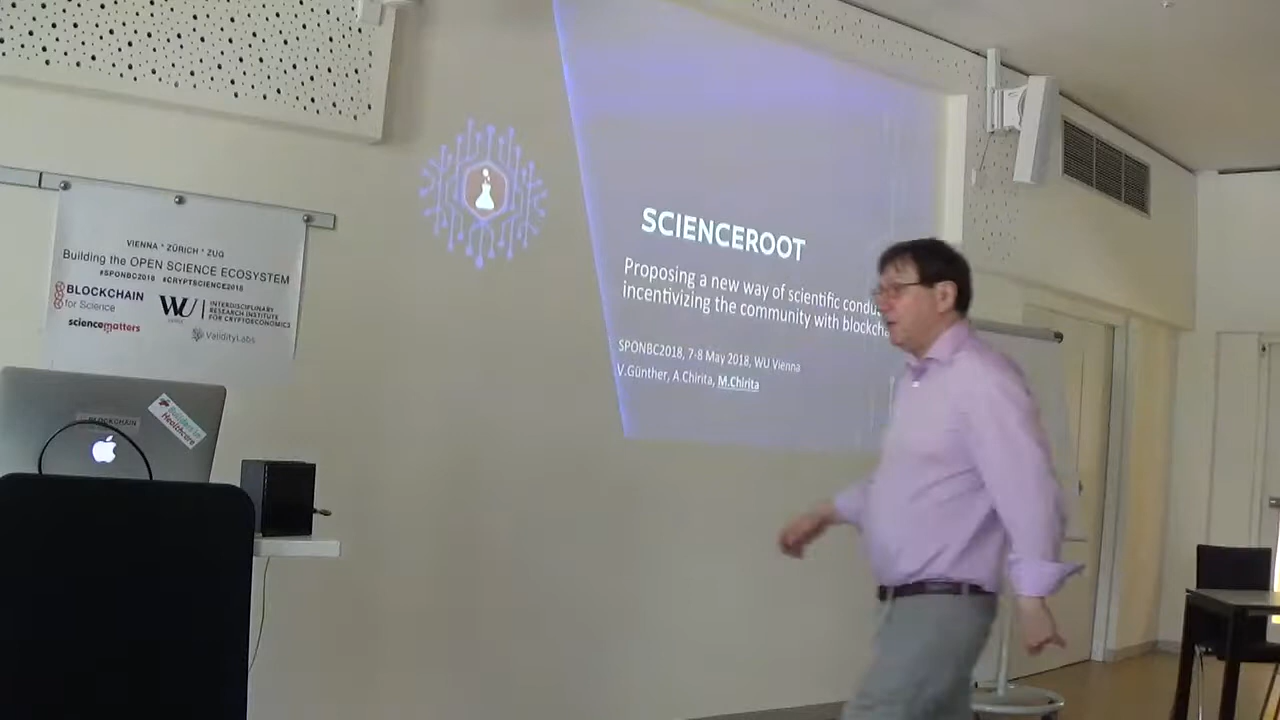 VIENNA * ZÜRICH * ZUG
Building the OPEN SCIENCE ECOSYSTEM
#SPONBC2018 #CRYPTSCIENCE2018
BLOCKCHAIN
for Science
WU
INTERDISCIPLINARY
RESEARCH INSTITUTE
FOR CRYPTOECONOMICS
sciencematters
ValidityLabs
BLOCKCHAIN
Healthcare
SCIENCEROOT
Proposing a new way of scientific
incentivizing the community with
SPONBC2018, 7-8 May 2018, WU Vienna
V.Günther, A Chirita, M.Chirita